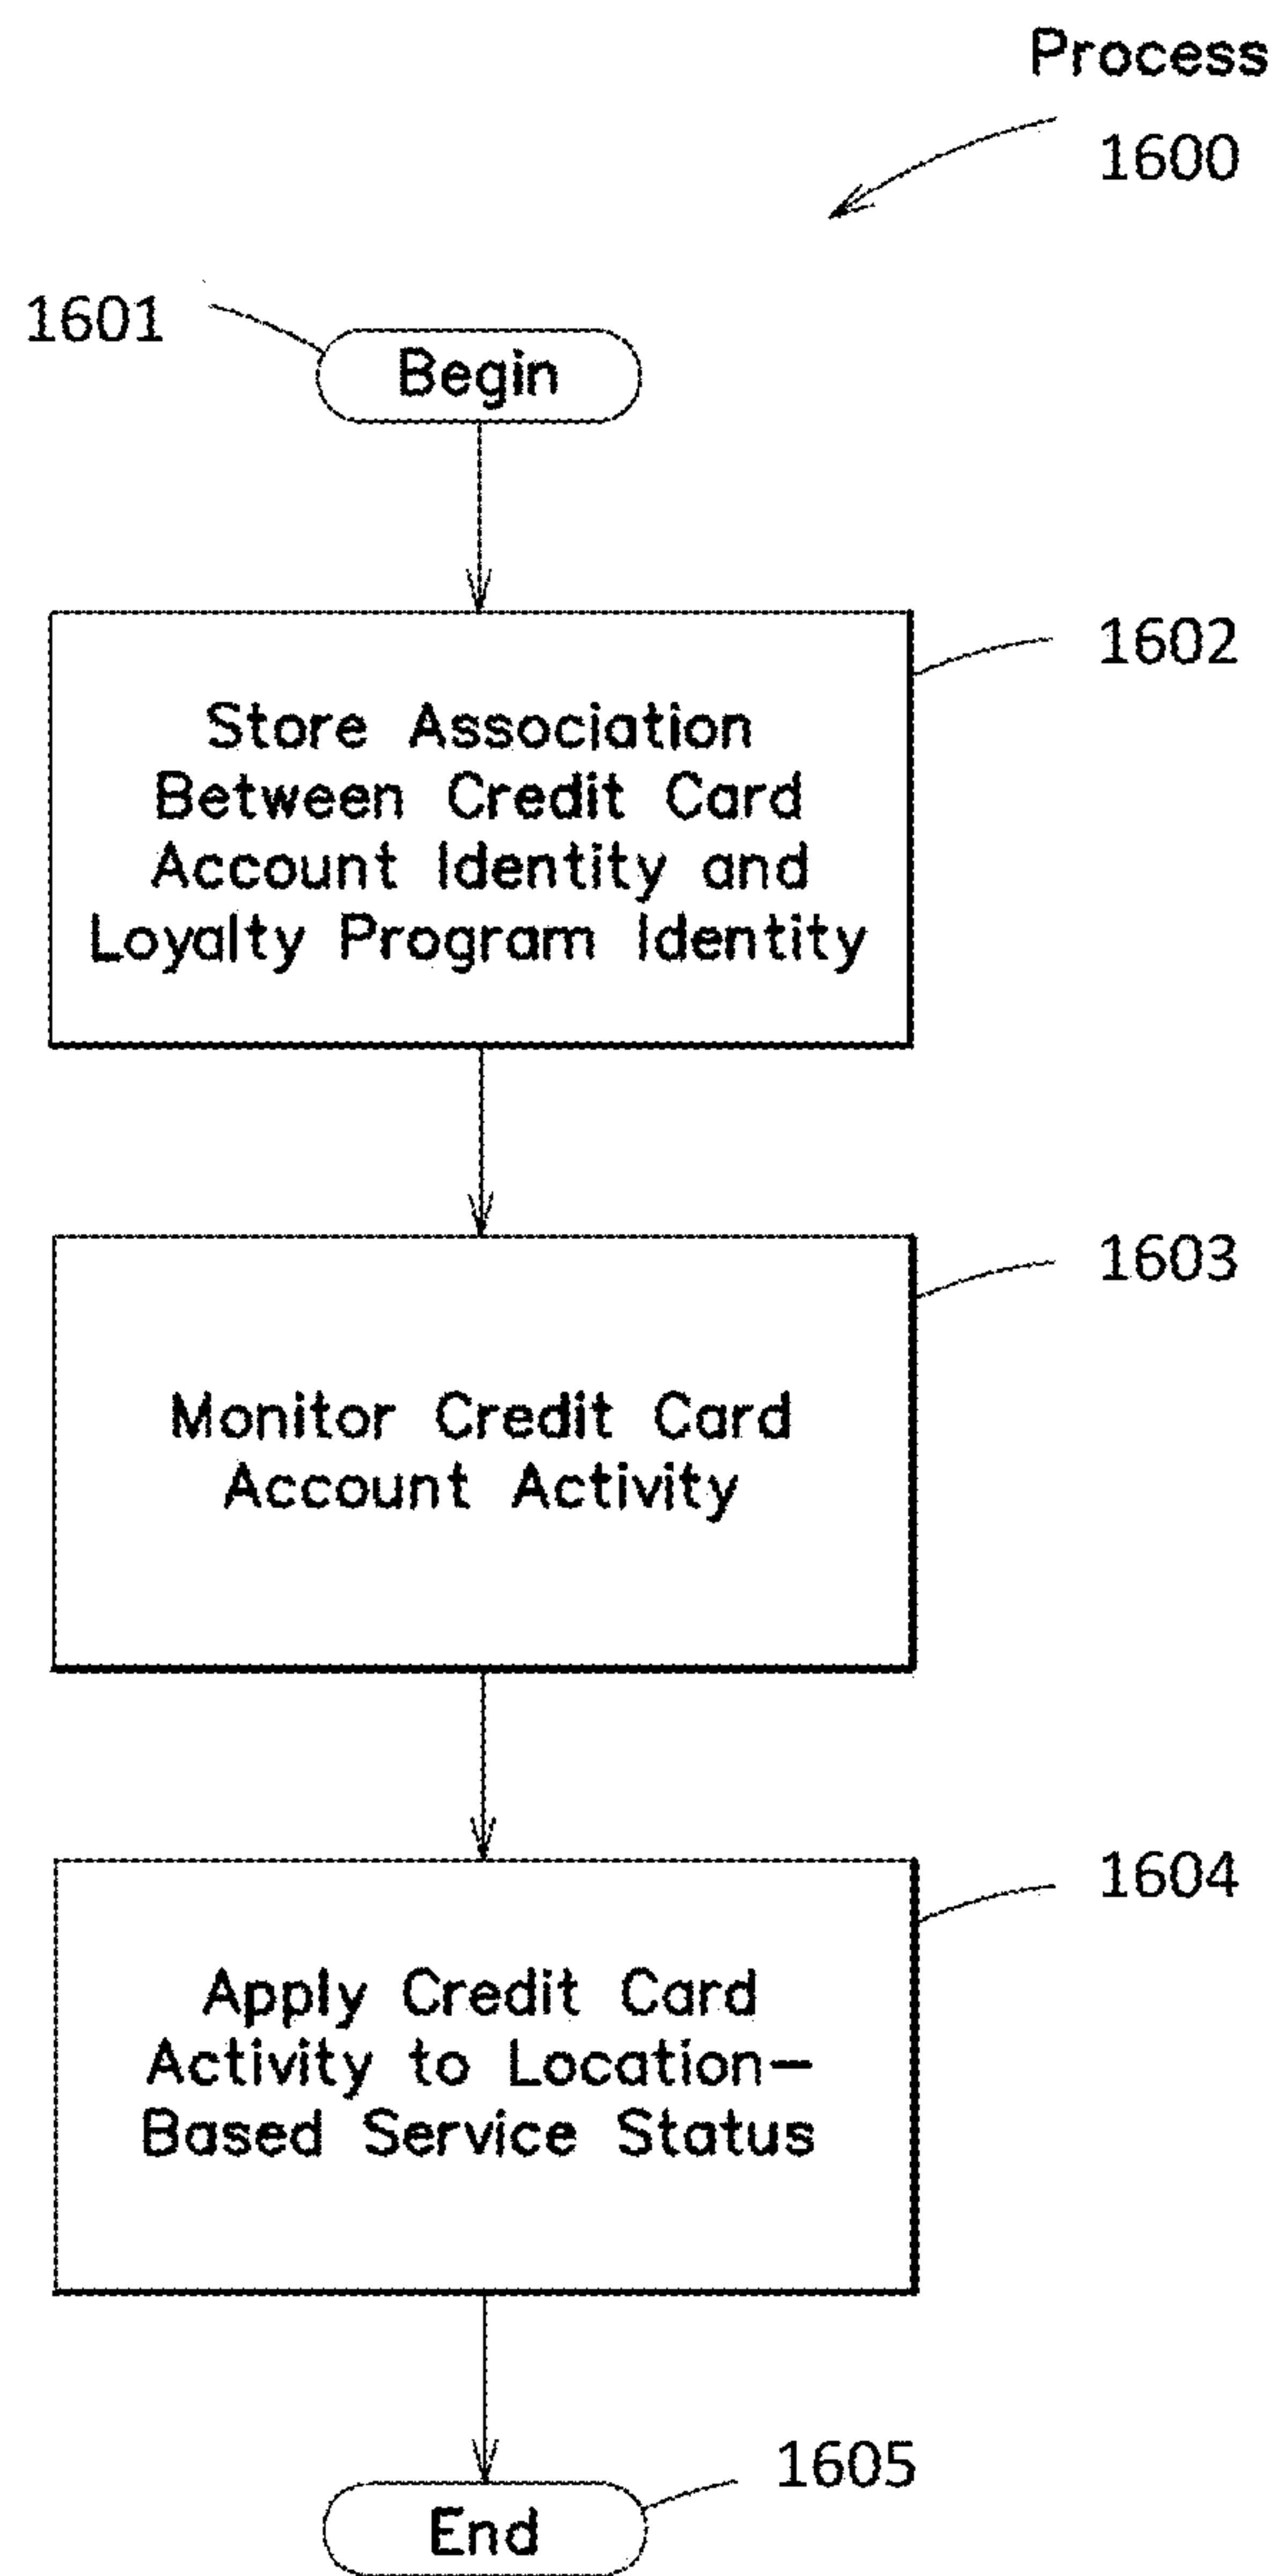 Process
1600
1601
Begin
1602
Store Association
Between Credit Card
Account Identity and
Loyalty Program Identity
1603
Monitor Credit Card
Account Activity
1604
Apply Credit Card
Activity to Location-
Based Service Status
1605
End